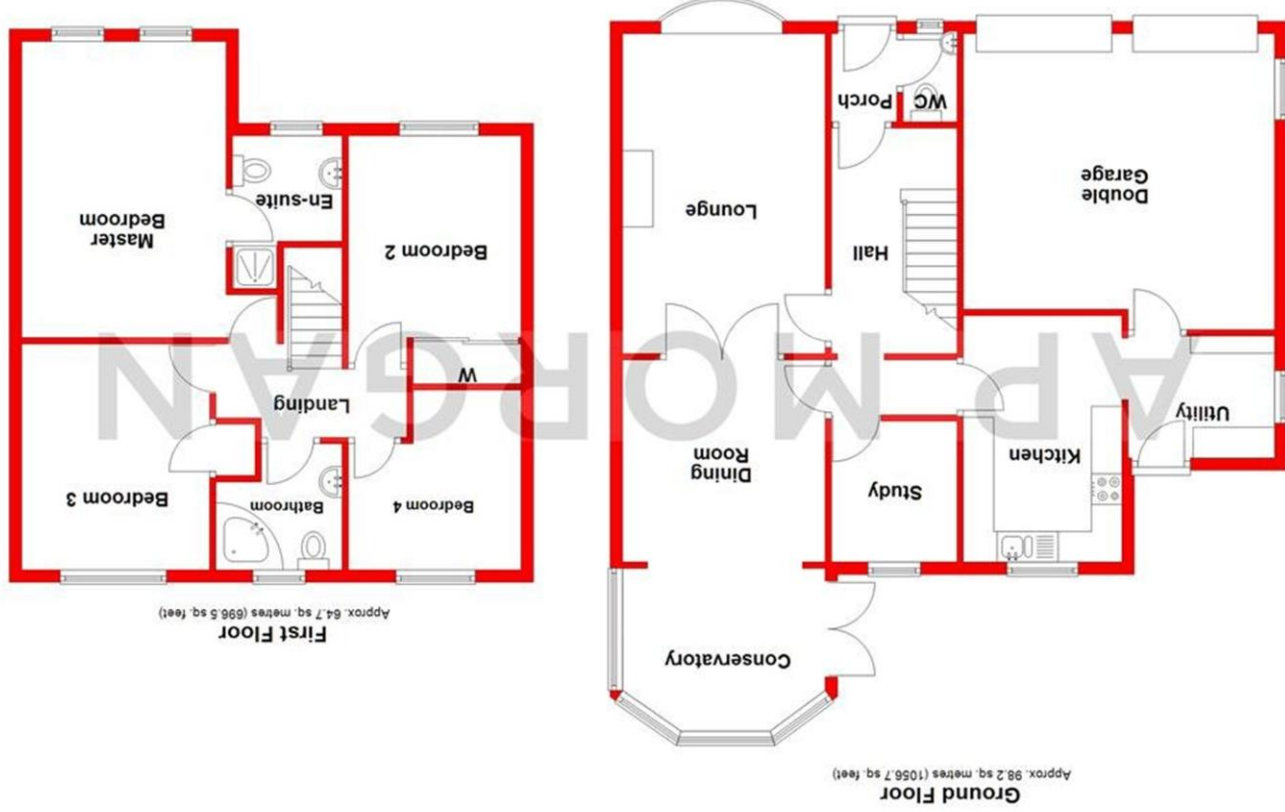 Ground Floor
Approx. 98.2 sq. metres (1056.7 sq. feet)
Conservatory
Utility
Kitchen
Study
Dining
Room
Double
Garage
Hall
Lounge
WC
Porch
First Floor
Approx. 64.7 sq. metres (696.5 sq. feet)
Bedroom 4
Bathroom
Bedroom 3
Landing
W
Bedroom 2
En-suite
Master
Bedroom
AP MORGAN